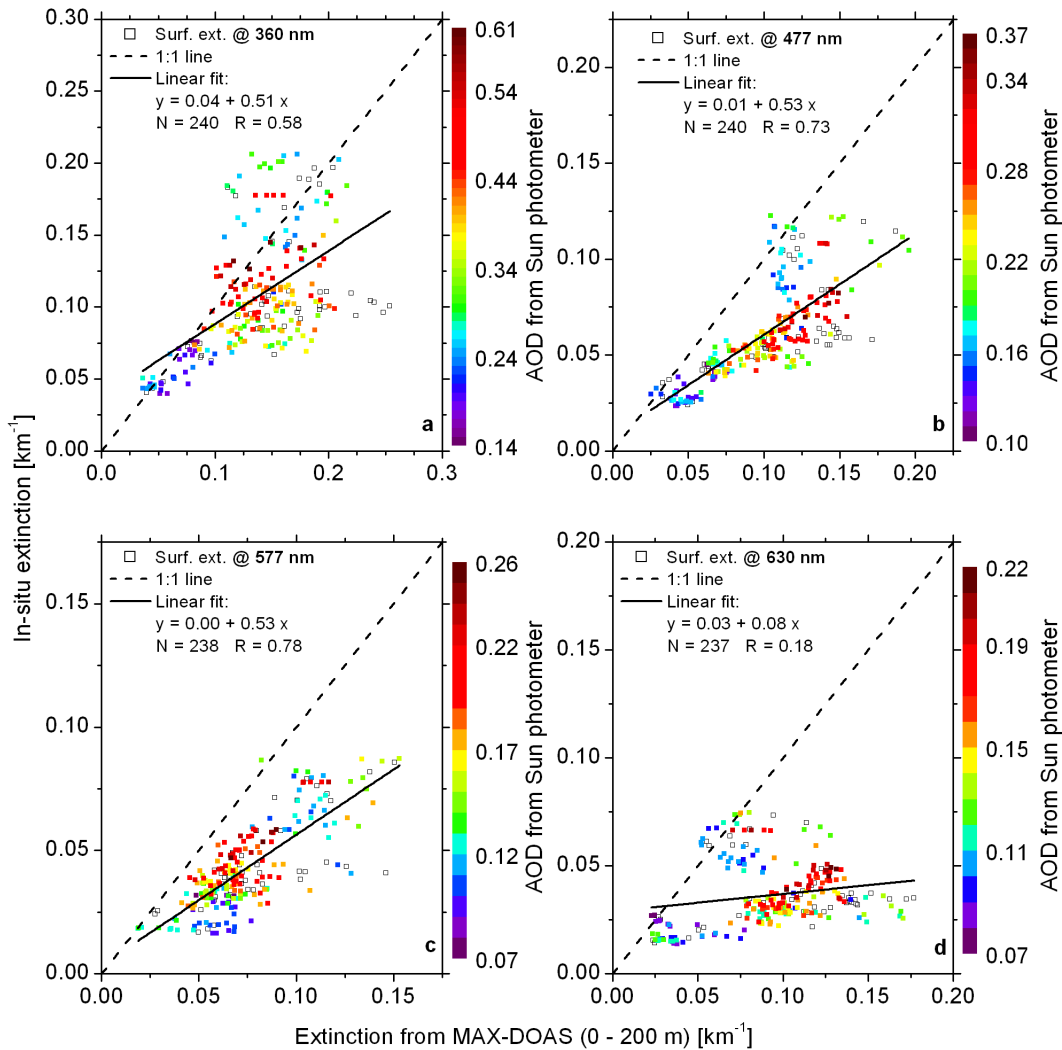 In-situ extinction [km⁻¹]
Surf. ext. @ 360 nm
1:1 line
Linear fit:
y = 0.04 + 0.51 x
N = 240 R = 0.58
a
0.30
0.25
0.20
0.15
0.10
0.05
0.00
0.00
0.05
0.10
0.15
0.20
0.25
0.3
0.61
0.54
0.44
0.34
0.24
0.14
AOD from Sun photometer
Surf. ext. @ 477 nm
1:1 line
Linear fit:
y = 0.01 + 0.53 x
N = 240 R = 0.73
b
0.20
0.15
0.10
0.05
0.00
0.00
0.05
0.10
0.15
0.20
0.37
0.34
0.28
0.22
0.16
0.10
AOD from Sun photometer
Surf. ext. @ 577 nm
1:1 line
Linear fit:
y = 0.00 + 0.53 x
N = 238 R = 0.78
c
0.15
0.10
0.05
0.00
0.00
0.05
0.10
0.15
0.26
0.22
0.17
0.12
0.07
AOD from Sun photometer
Surf. ext. @ 630 nm
1:1 line
Linear fit:
y = 0.03 + 0.08 x
N = 237 R = 0.18
d
0.20
0.15
0.10
0.05
0.00
0.00
0.05
0.10
0.15
0.20
0.22
0.19
0.15
0.11
0.07
AOD from Sun photometer
Extinction from MAX-DOAS (0 - 200 m) [km⁻¹]